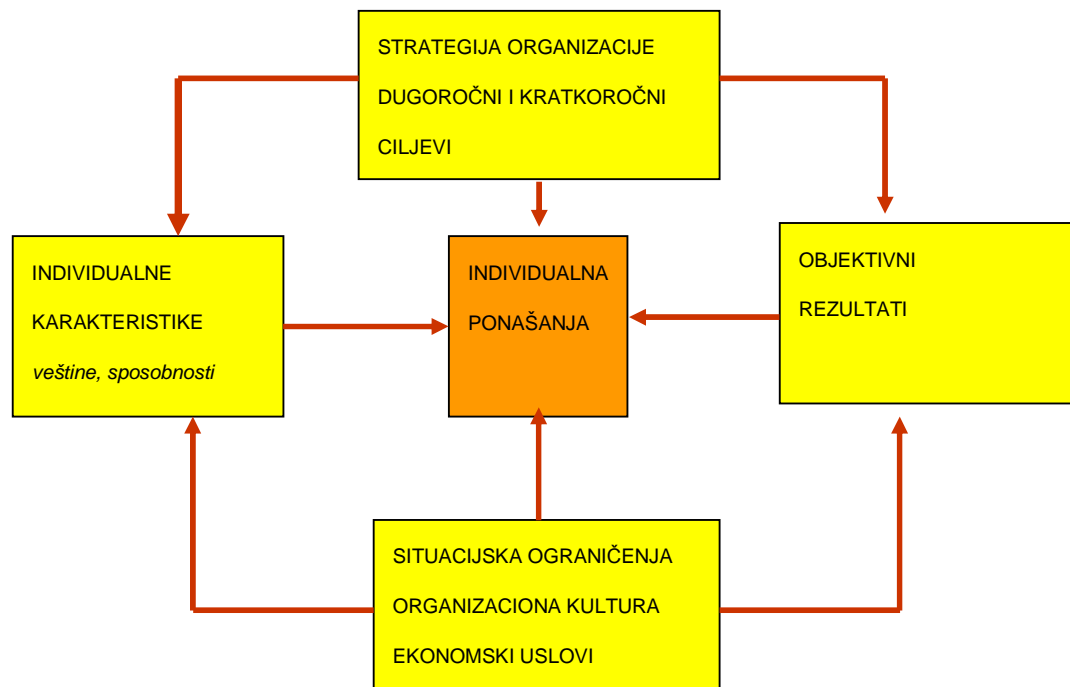 STRATEGIJA ORGANIZACIJE
DUGOROČNI I KRATKOROČNI
CILJEVI
INDIVIDUALNE
KARAKTERISTIKE
veštine, sposobnosti
INDIVIDUALNA
PONAŠANJA
OBJEKTIVNI
REZULTATI
SITUACIJSKA OGRANIČENJA
ORGANIZACIONA KULTURA
EKONOMSKI USLOVI